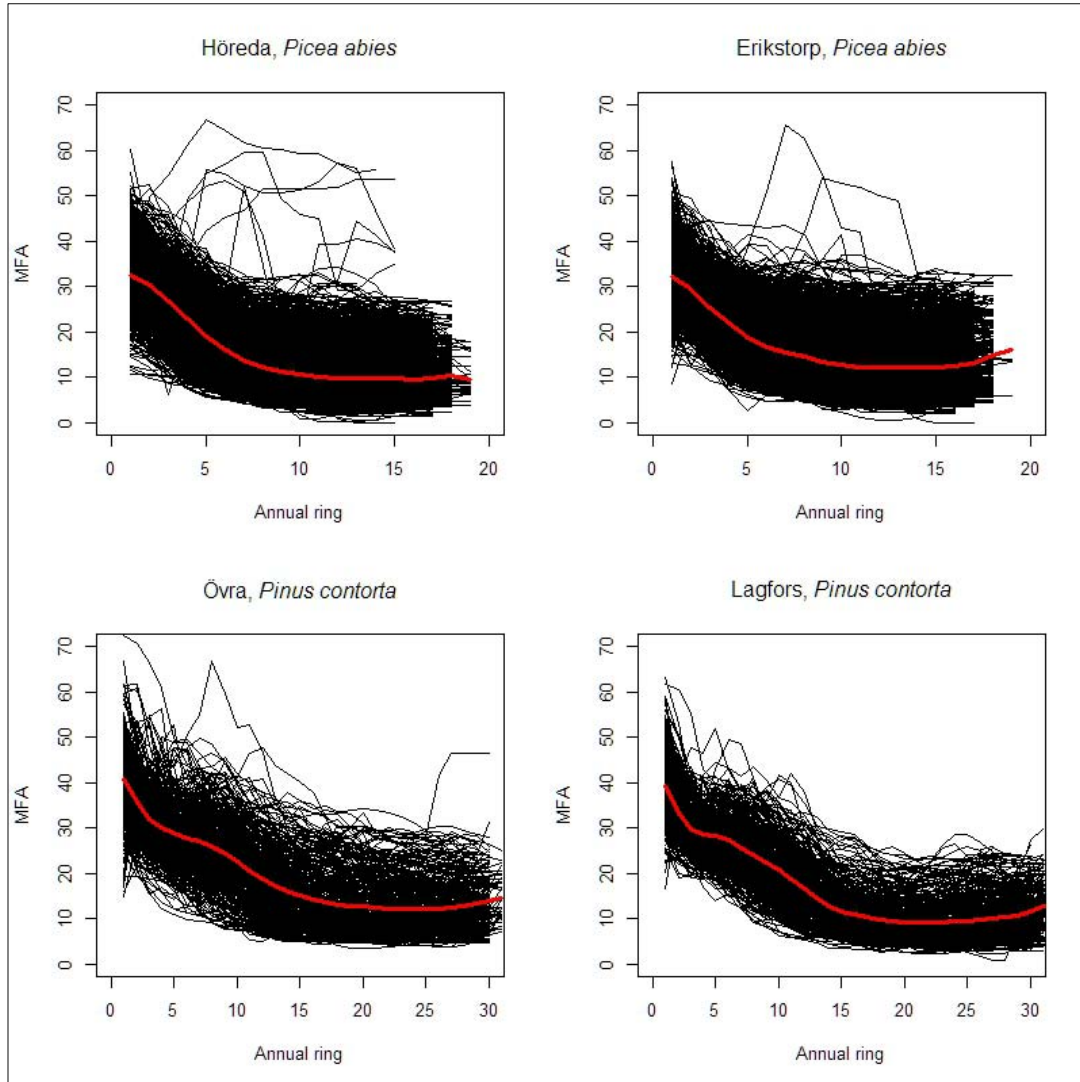 Höreda, Picea abies
MFA
70
60
50
40
30
20
10
0
0 5 10 15 20
Annual ring
Erikstorp, Picea abies
MFA
70
60
50
40
30
20
10
0
0 5 10 15 20
Annual ring
Övra, Pinus contorta
MFA
70
60
50
40
30
20
10
0
0 5 10 15 20 25 30
Annual ring
Lagfors, Pinus contorta
MFA
70
60
50
40
30
20
10
0
0 5 10 15 20 25 30
Annual ring